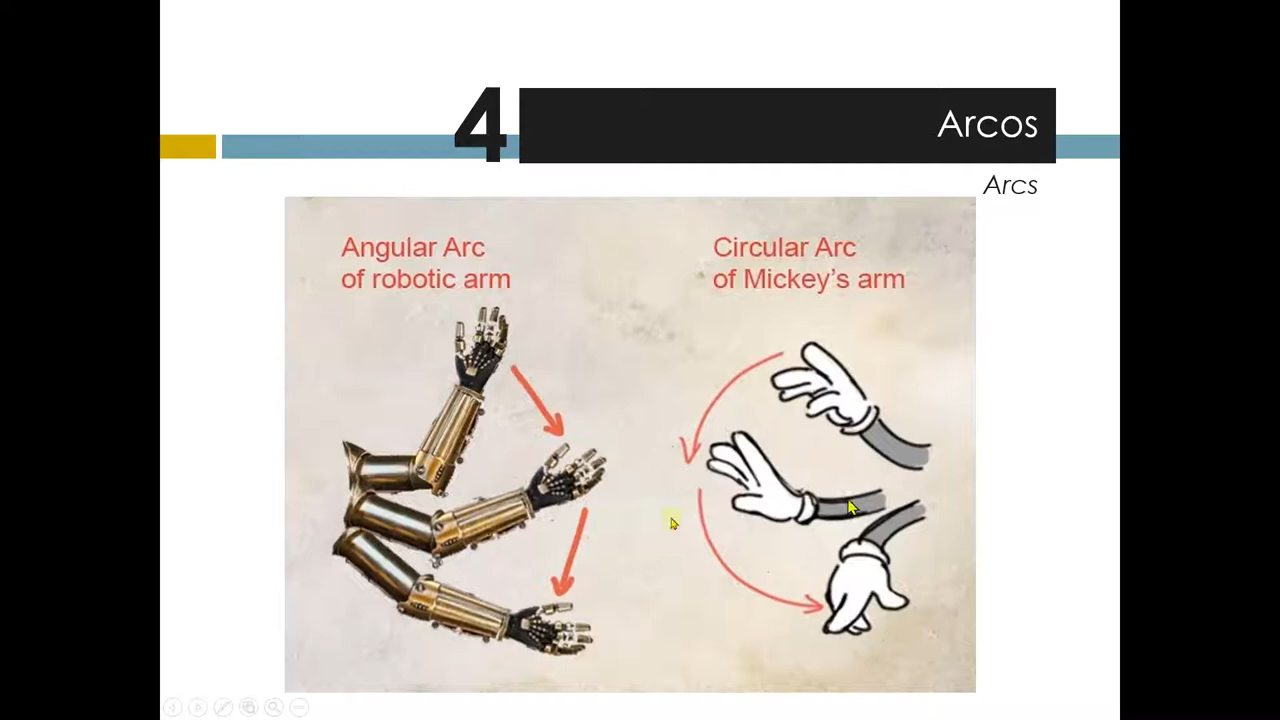 4
Arcos
Arcs
Angular Arc
of robotic arm
Circular Arc
of Mickey's arm